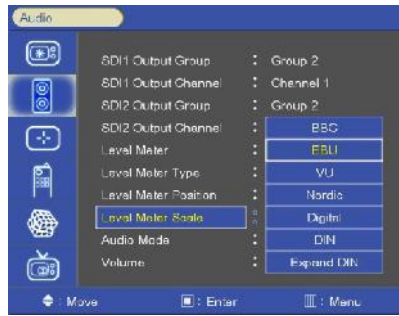 Audio
SDI1 Output Group : Group 2
SDI1 Output Channel : Channel 1
SDI2 Output Group : Group 2
SDI2 Output Channel : BBC
Level Meter : EBU
Level Meter Type : VU
Level Meter Position : Nordic
Level Meter Scale : Digital
Audio Mode : DIN
Volume : Expand DIN
: Move : Enter : Menu